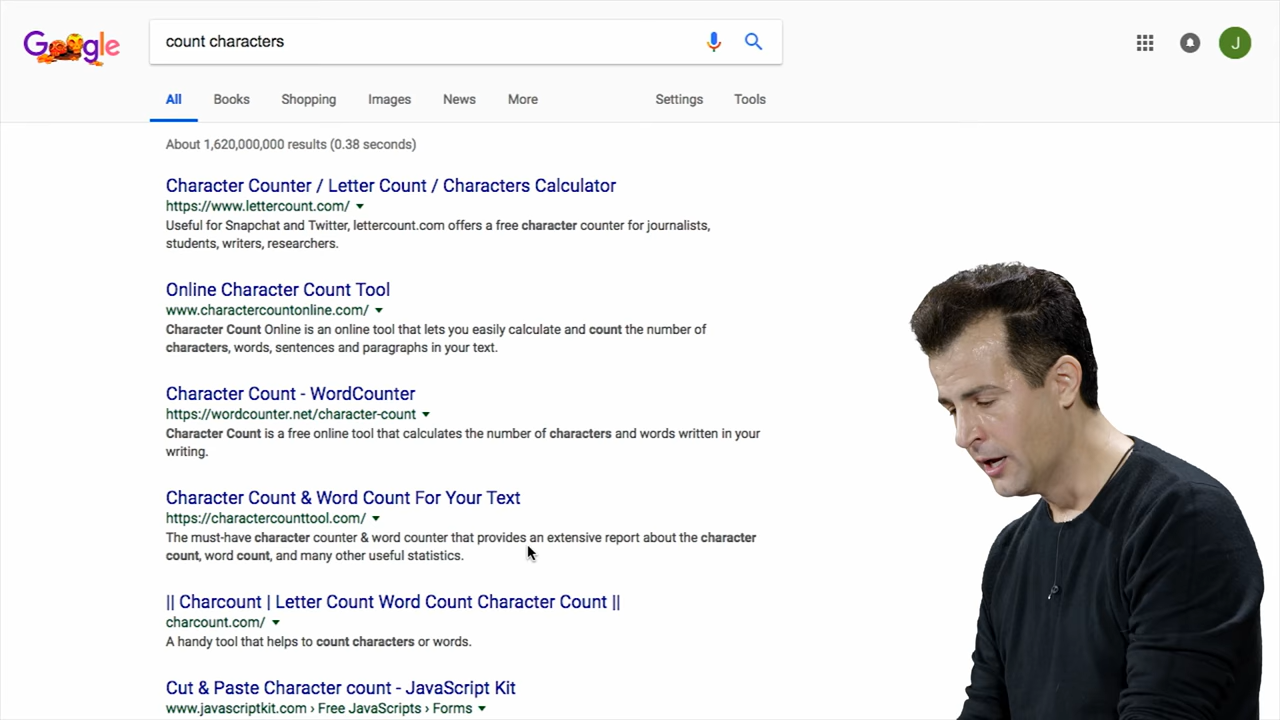 Google
count characters
J
All Books Shopping Images News More Settings Tools
About 1,620,000,000 results (0.38 seconds)
Character Counter / Letter Count / Characters Calculator
https://www.lettercount.com/
Useful for Snapchat and Twitter, lettercount.com offers a free character counter for journalists,
students, writers, researchers.
Online Character Count Tool
www.charactercountonline.com/
Character Count Online is an online tool that lets you easily calculate and count the number of
characters, words, sentences and paragraphs in your text.
Character Count - WordCounter
https://wordcounter.net/character-count
Character Count is a free online tool that calculates the number of characters and words written in your
writing.
Character Count & Word Count For Your Text
https://charactercounttool.com/
The must-have character counter & word counter that provides an extensive report about the character
count, word count, and many other useful statistics.
|| Charcount | Letter Count Word Count Character Count ||
charcount.com/
A handy tool that helps to count characters or words.
Cut & Paste Character count - JavaScript Kit
www.javascriptkit.com › Free JavaScripts › Forms